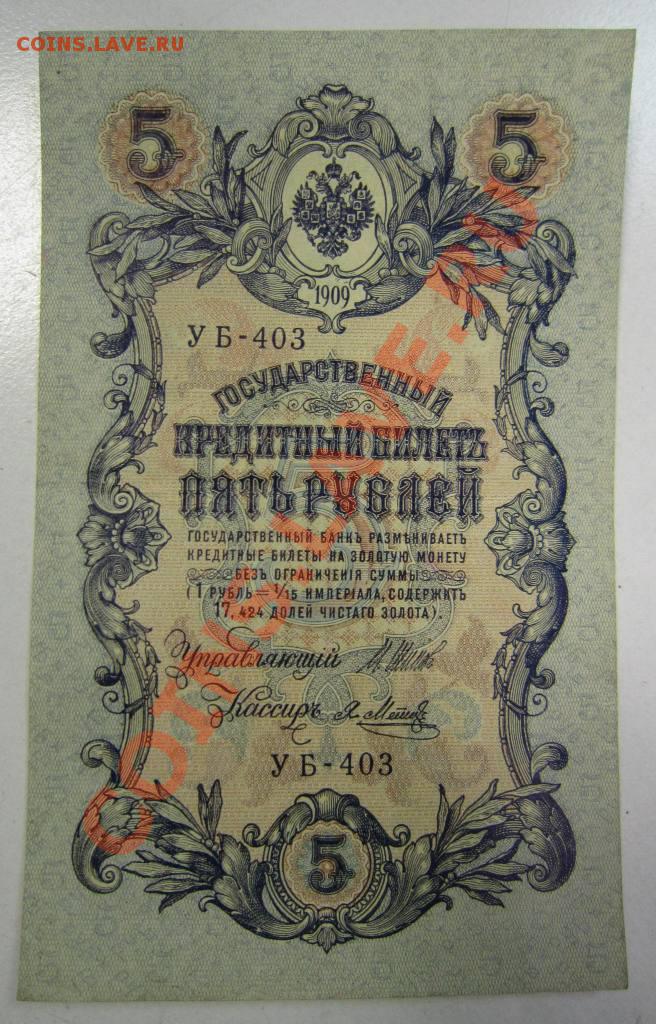 COINS.LAVE.RU
5 5
1909
УБ-403
ГОСУДАРСТВЕННЫЙ
КРЕДИТНЫЙ БИЛЕТЪ
ПЯТЬ РУБЛЕЙ
ГОСУДАРСТВЕННЫЙ БАНКЪ РАЗМѢНИВАЕТЪ
КРЕДИТНЫЕ БИЛЕТЫ НА ЗОЛОТУЮ МОНЕТУ
БЕЗЪ ОГРАНИЧЕНІЯ СУММЫ
(1 РУБЛЬ = 1/15 ИМПЕРІАЛА, СОДЕРЖИТЪ
17,424 ДОЛЕЙ ЧИСТАГО ЗОЛОТА).
Управляющій И. Шипов
Кассиръ Я. Метц
УБ-403
5